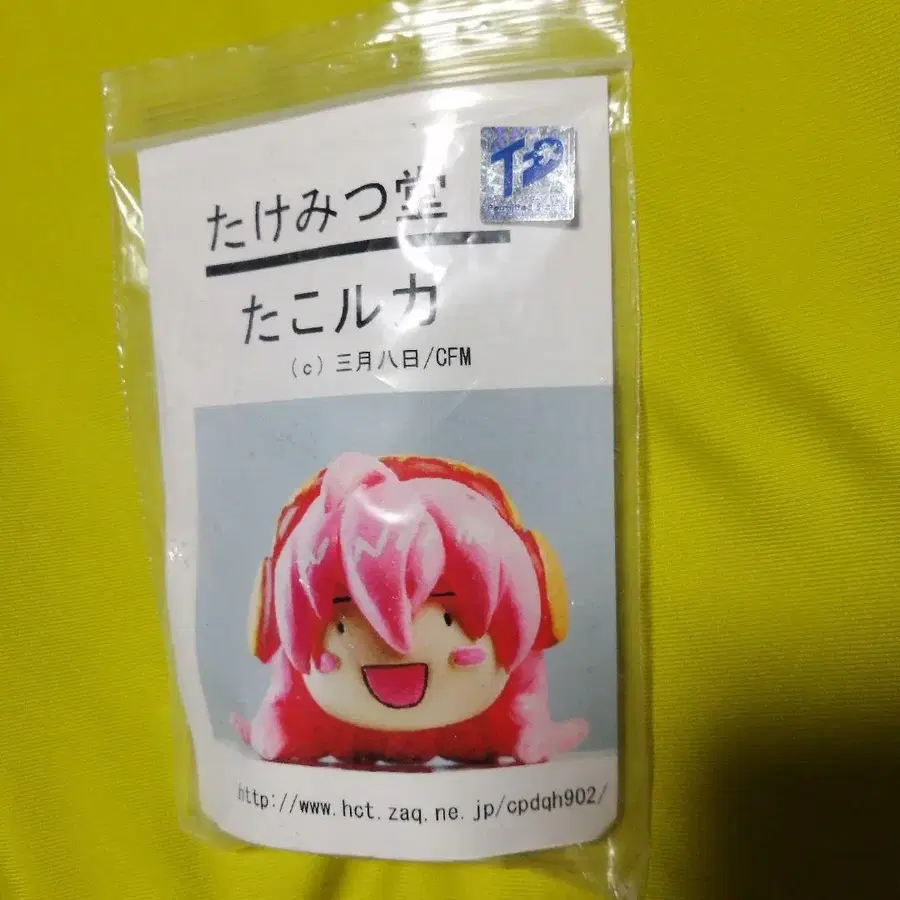 たけみつ堂
たこルカ
(c) 三月八日/CFM
http://www.hct.zaq.ne.jp/cpdqh902/